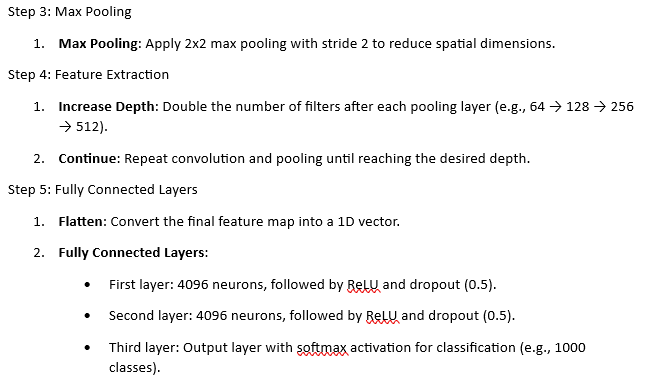 Step 3: Max Pooling
1. Max Pooling: Apply 2x2 max pooling with stride 2 to reduce spatial dimensions.
Step 4: Feature Extraction
1. Increase Depth: Double the number of filters after each pooling layer (e.g., 64 → 128 → 256
→ 512).
2. Continue: Repeat convolution and pooling until reaching the desired depth.
Step 5: Fully Connected Layers
1. Flatten: Convert the final feature map into a 1D vector.
2. Fully Connected Layers:
• First layer: 4096 neurons, followed by ReLU and dropout (0.5).
• Second layer: 4096 neurons, followed by ReLU and dropout (0.5).
• Third layer: Output layer with softmax activation for classification (e.g., 1000
classes).